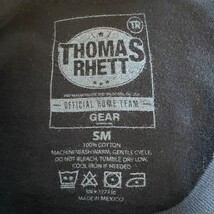 TR
THOMAS
RHETT
OFFICIAL HOME TEAM
GEAR
SM
100% COTTON
MACHINE WASH WARM, GENTLE CYCLE,
DO NOT BLEACH, TUMBLE DRY LOW,
COOL IRON IF NEEDED
MADE IN MEXICO